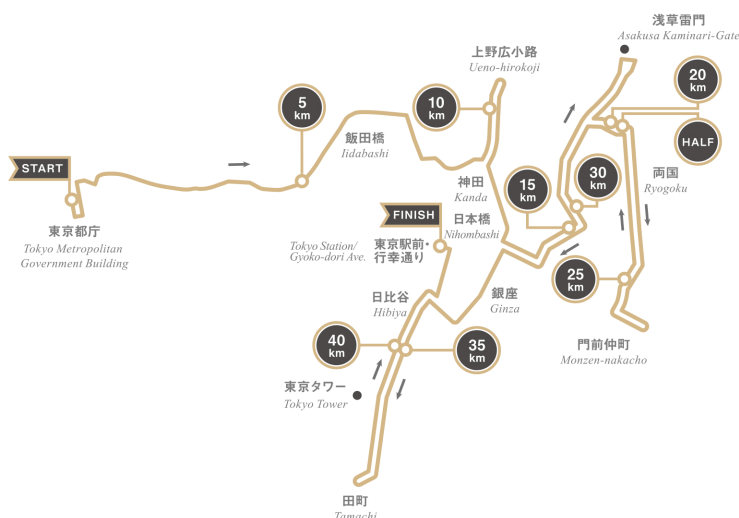 浅草雷門
Asakusa Kaminari-Gate
上野広小路
Ueno-hirokoji
20
km
5
km
10
km
飯田橋
Iidabashi
HALF
START
神田
Kanda
15
km
30
km
両国
Ryogoku
FINISH
日本橋
Nihombashi
東京都庁
Tokyo Metropolitan
Government Building
Tokyo Station/
Gyoko-dori Ave.
東京駅前・
行幸通り
25
km
日比谷
Hibiya
銀座
Ginza
門前仲町
Monzen-nakacho
40
km
35
km
東京タワー
Tokyo Tower
田町
Tamachi